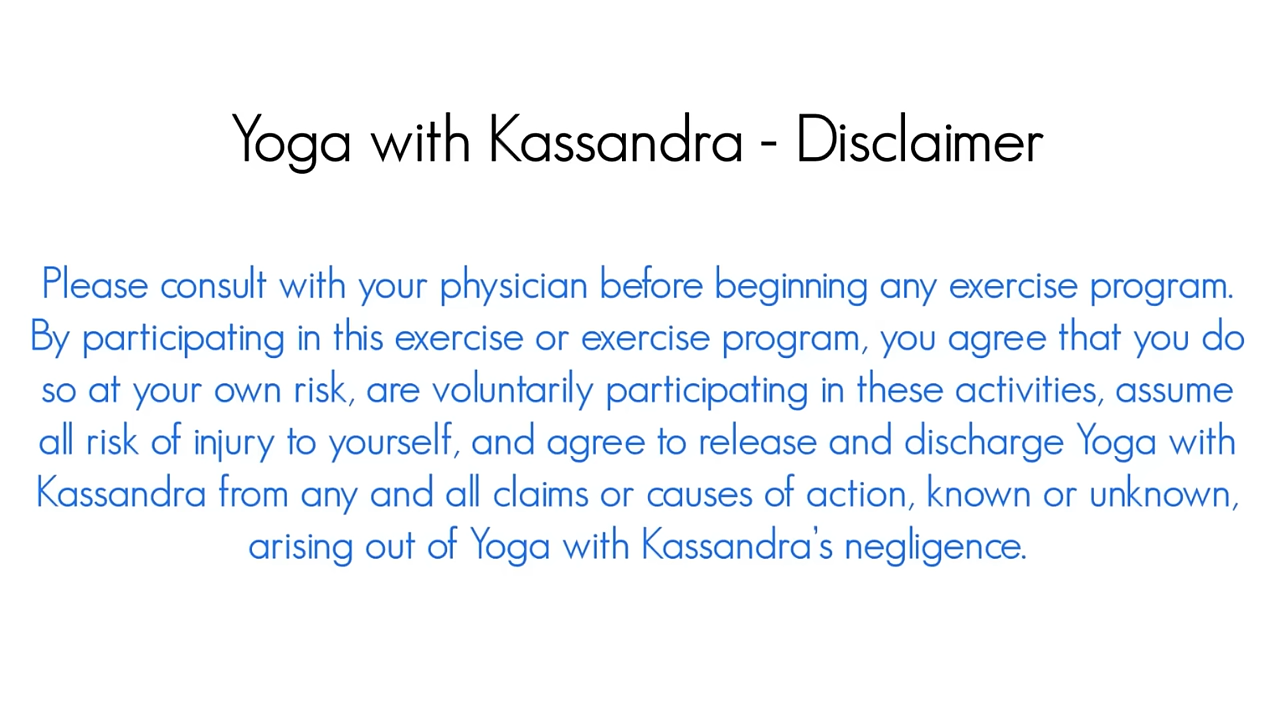 Yoga with Kassandra - Disclaimer
Please consult with your physician before beginning any exercise program.
By participating in this exercise or exercise program, you agree that you do
so at your own risk, are voluntarily participating in these activities, assume
all risk of injury to yourself, and agree to release and discharge Yoga with
Kassandra from any and all claims or causes of action, known or unknown,
arising out of Yoga with Kassandra’s negligence.